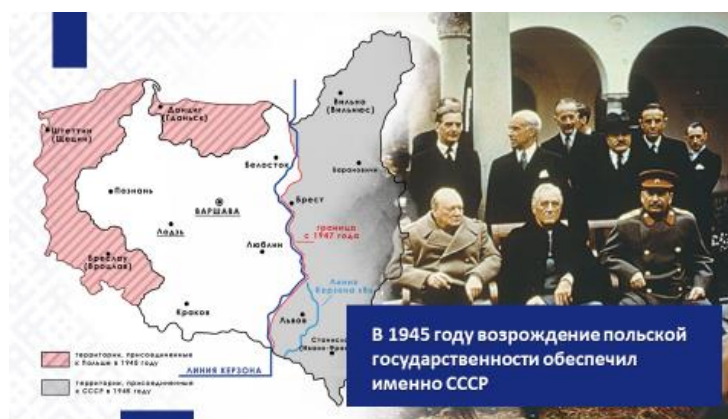 Вильно
(Вильнюс)
Данциг
(Гданьск)
Штеттин
(Щецин)
Белосток
Барановичи
Познань
ВАРШАВА
Брест
Лодзь
граница
с 1947 года
Люблин
Бреслау
(Вроцлав)
Линия
Керзона
Краков
Львов
территории, присоединенные
к Польше в 1945 году
территории, присоединенные
к СССР в
ЛИНИЯ КЕРЗОНА
В 1945 году возрождение польской
государственности обеспечил
именно СССР